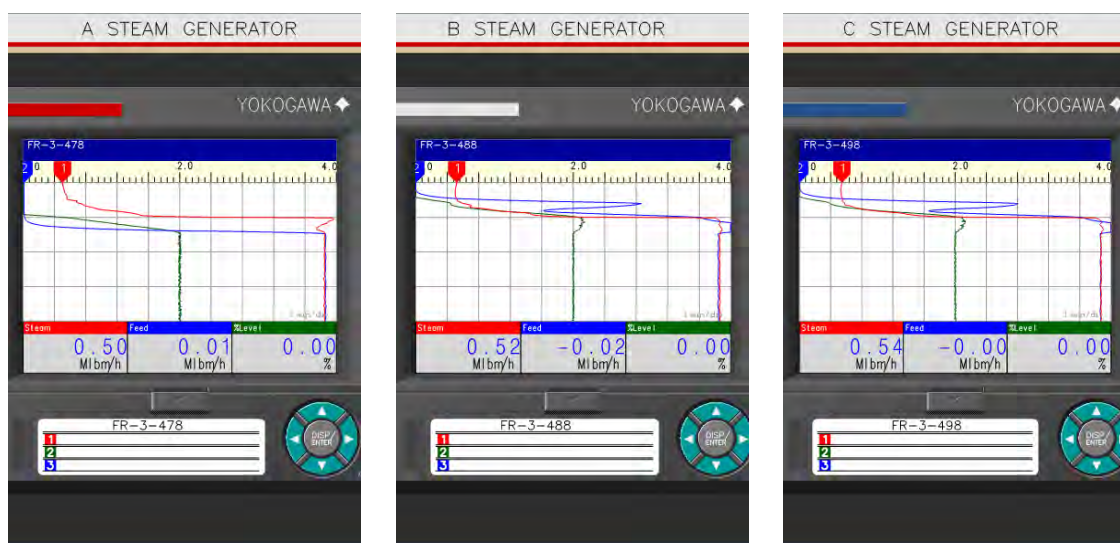 A STEAM GENERATOR
YOKOGAWA
FR-3-478
2 0 1 2.0 4.0
Steam Feed %Level
0.50 0.01 0.00
Mlbm/h Mlbm/h %
FR-3-478
1
2
3
DISP/
ENTER
B STEAM GENERATOR
YOKOGAWA
FR-3-488
2 0 1 2.0 4.0
Steam Feed %Level
0.52 -0.02 0.00
Mlbm/h Mlbm/h %
FR-3-488
1
2
3
DISP/
ENTER
C STEAM GENERATOR
YOKOGAWA
FR-3-498
2 0 1 2.0 4.0
Steam Feed %Level
0.54 -0.00 0.00
Mlbm/h Mlbm/h %
FR-3-498
1
2
3
DISP/
ENTER